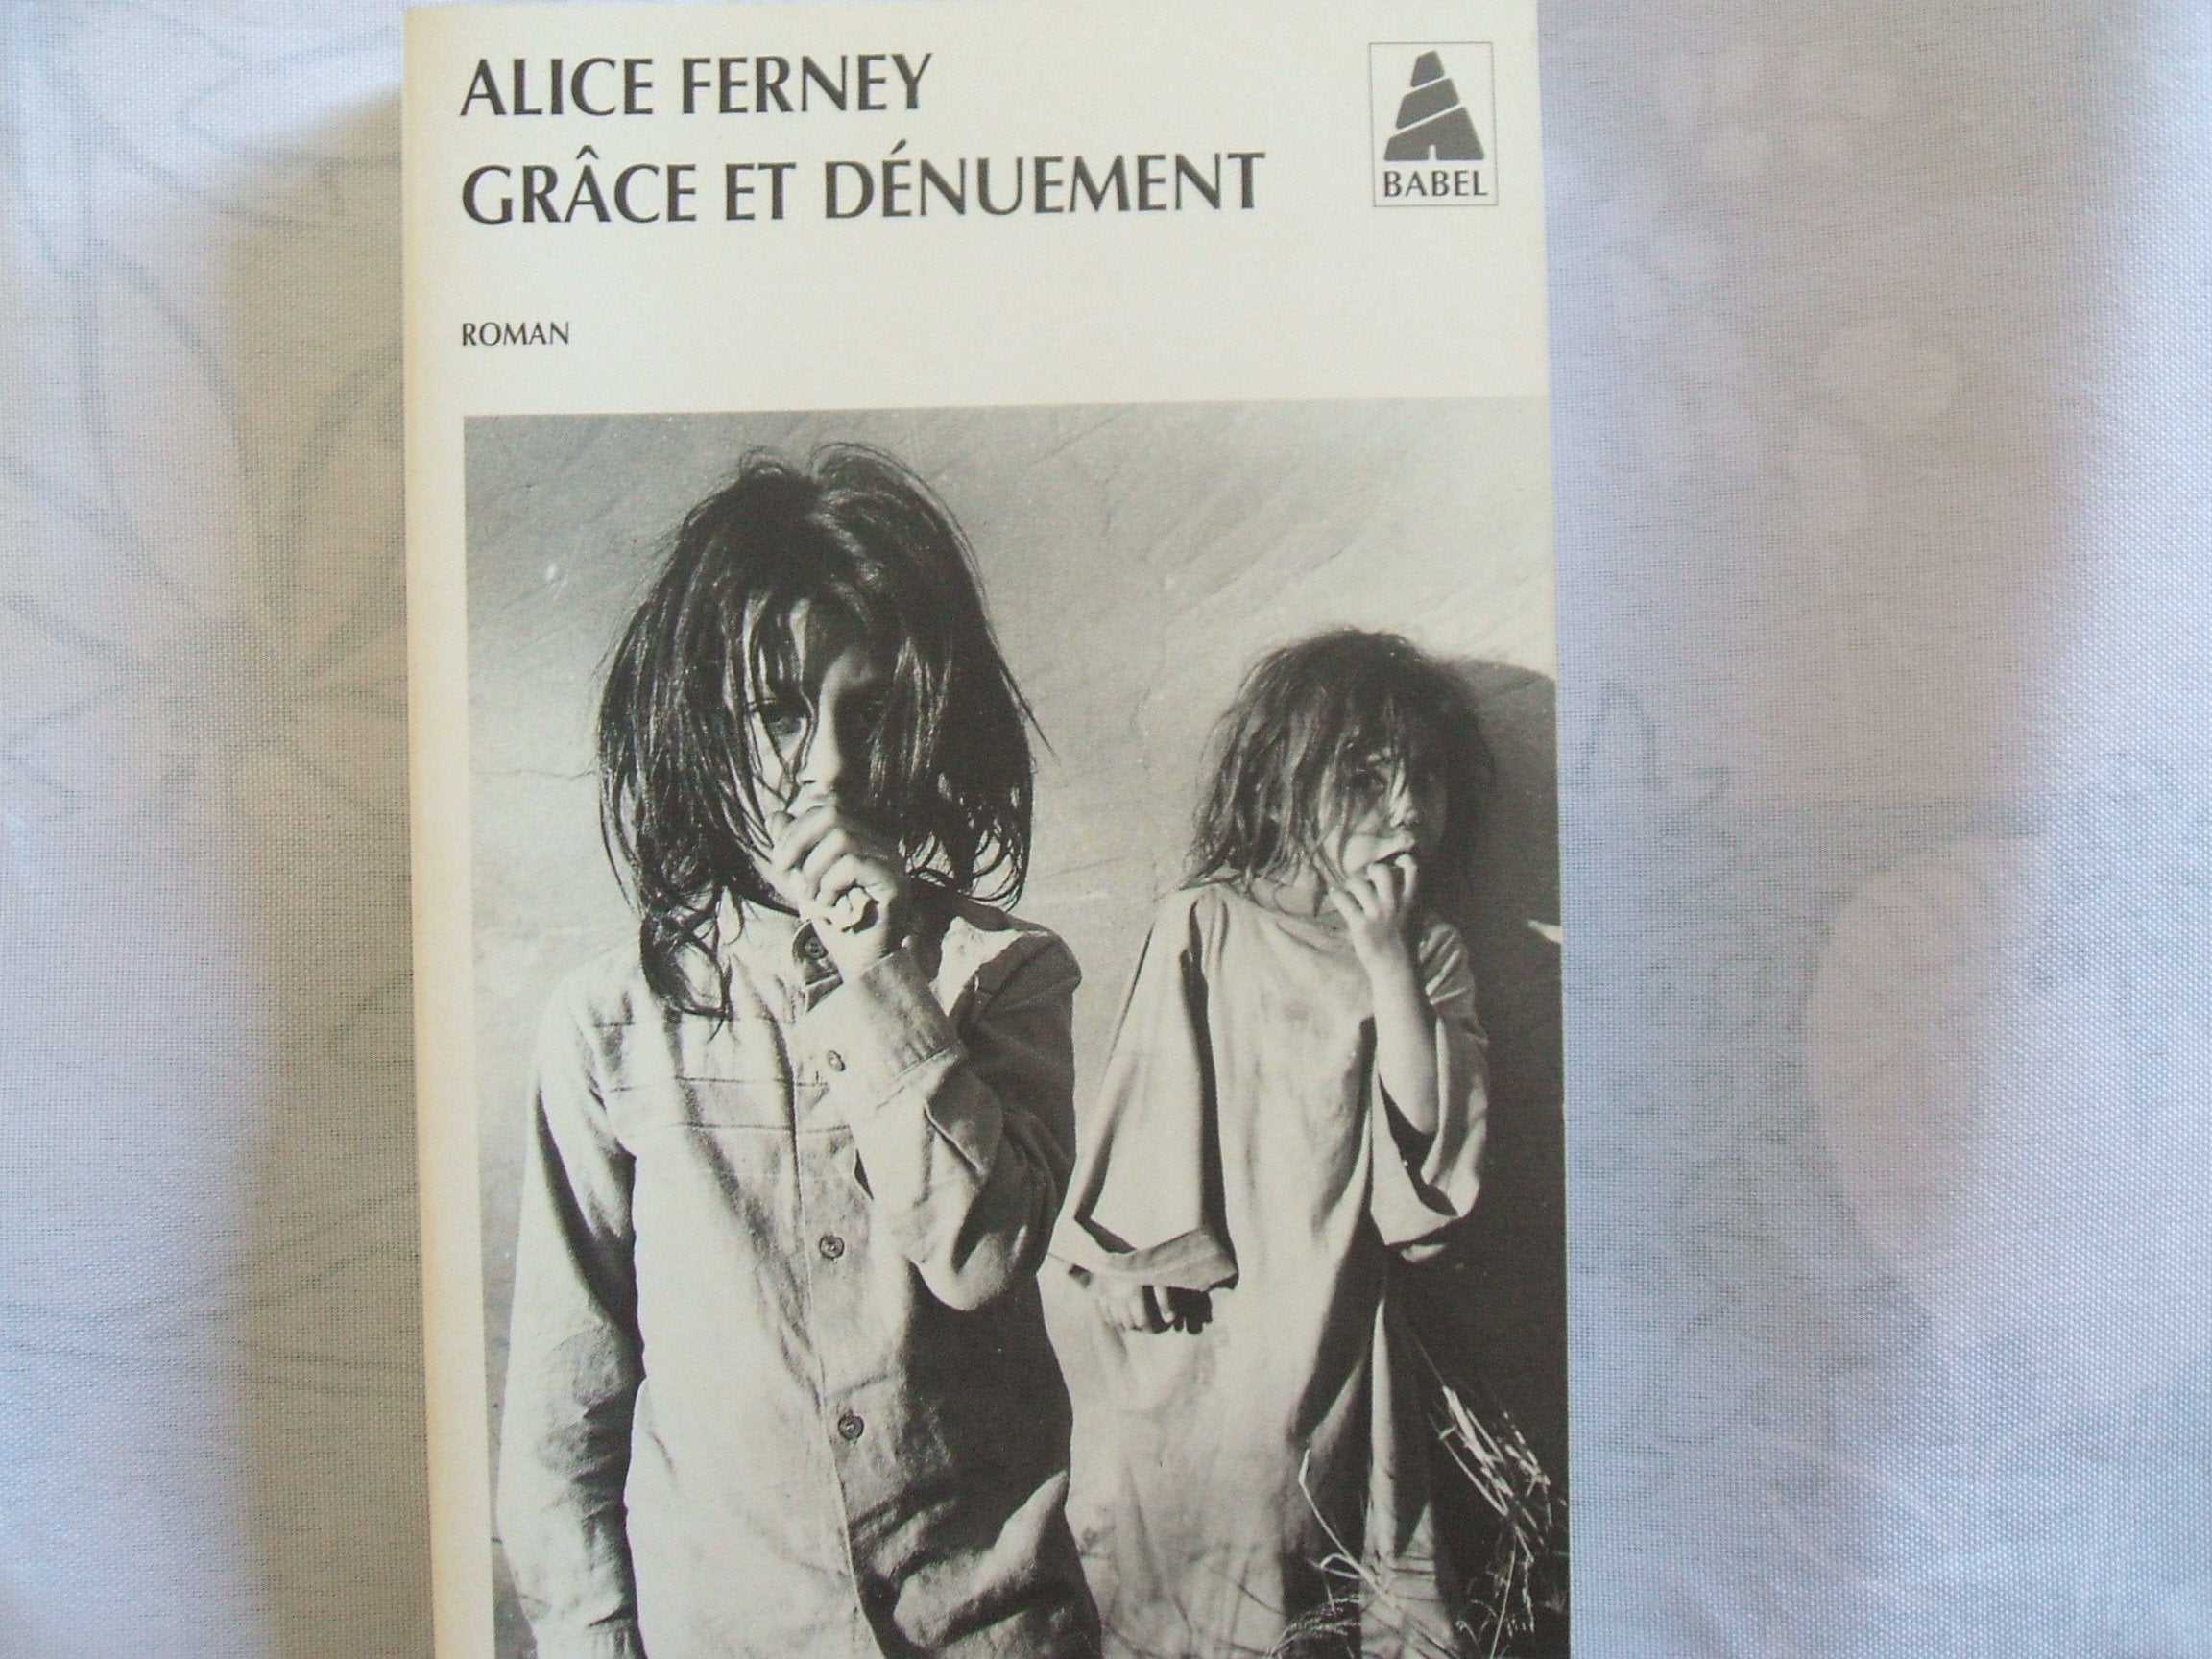 ALICE FERNEY
GRÂCE ET DÉNUEMENT
BABEL
ROMAN